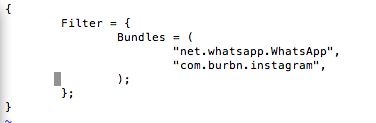 {
Filter = {
Bundles = (
"net.whatsapp.WhatsApp",
"com.burbn.instagram",
);
};
}
~